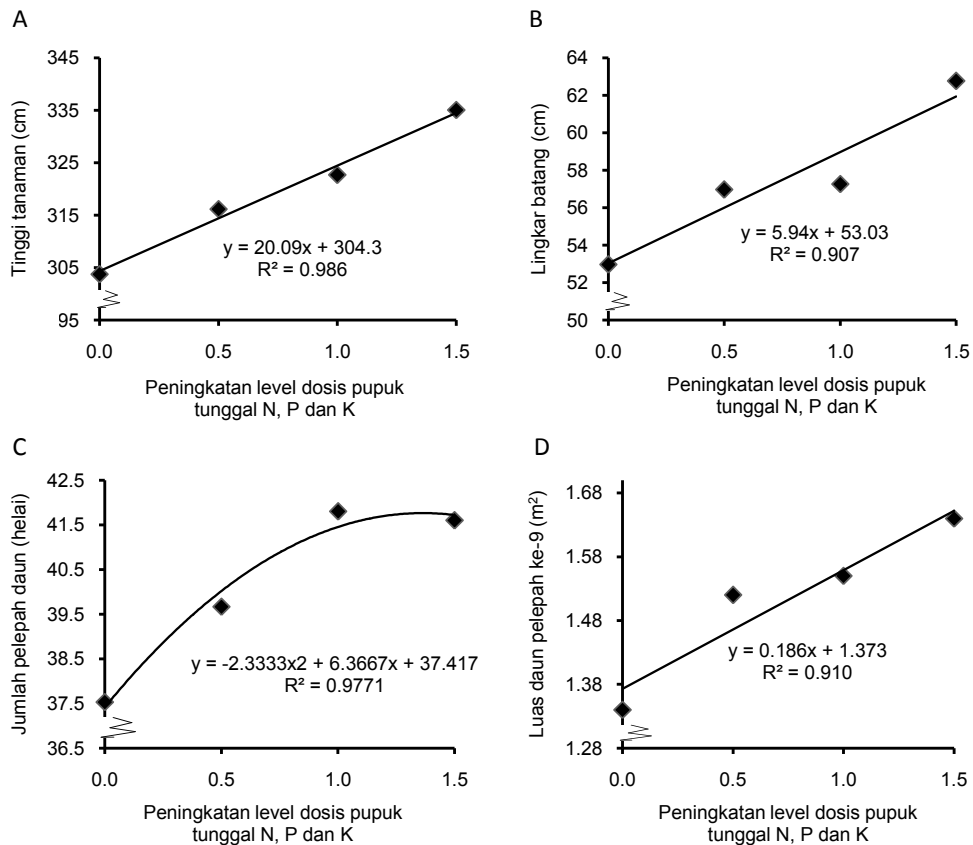 A
Tinggi tanaman (cm)
345
335
325
315
305
95
y = 20.09x + 304.3
R² = 0.986
0.0 0.5 1.0 1.5
Peningkatan level dosis pupuk
tunggal N, P dan K
B
Lingkar batang (cm)
64
62
60
58
56
54
52
50
y = 5.94x + 53.03
R² = 0.907
0.0 0.5 1.0 1.5
Peningkatan level dosis pupuk
tunggal N, P dan K
C
Jumlah pelepah daun (helai)
42.5
41.5
40.5
39.5
38.5
37.5
36.5
y = -2.3333x2 + 6.3667x + 37.417
R² = 0.9771
0.0 0.5 1.0 1.5
Peningkatan level dosis pupuk
tunggal N, P dan K
D
Luas daun pelepah ke-9 (m²)
1.68
1.58
1.48
1.38
1.28
y = 0.186x + 1.373
R² = 0.910
0.0 0.5 1.0 1.5
Peningkatan level dosis pupuk
tunggal N, P dan K